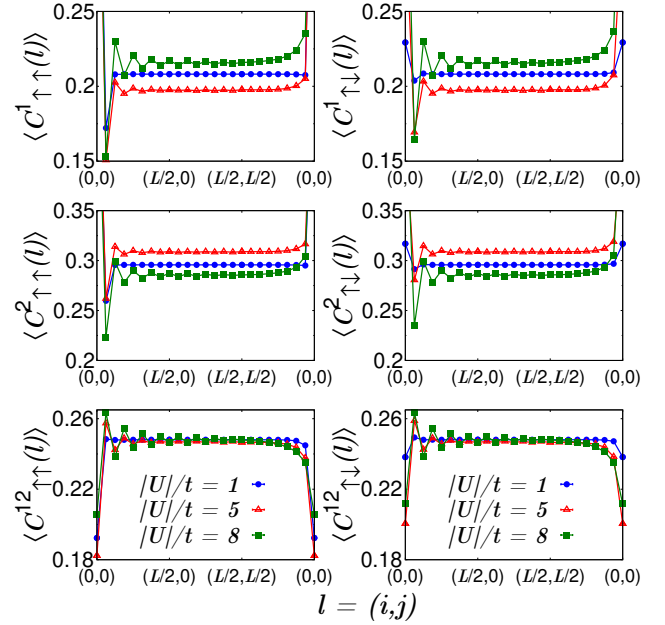 ⟨C¹↑↑(l)⟩
0.25
0.2
0.15
(0,0) (L/2,0) (L/2,L/2) (0,0)
⟨C¹↑↓(l)⟩
0.25
0.2
0.15
(0,0) (L/2,0) (L/2,L/2) (0,0)
⟨C²↑↑(l)⟩
0.35
0.3
0.25
0.2
(0,0) (L/2,0) (L/2,L/2) (0,0)
⟨C²↑↓(l)⟩
0.35
0.3
0.25
0.2
(0,0) (L/2,0) (L/2,L/2) (0,0)
⟨C¹²↑↑(l)⟩
0.26
0.22
0.18
|U|/t = 1
|U|/t = 5
|U|/t = 8
(0,0) (L/2,0) (L/2,L/2) (0,0)
⟨C¹²↑↓(l)⟩
0.26
0.22
0.18
|U|/t = 1
|U|/t = 5
|U|/t = 8
(0,0) (L/2,0) (L/2,L/2) (0,0)
l = (i,j)